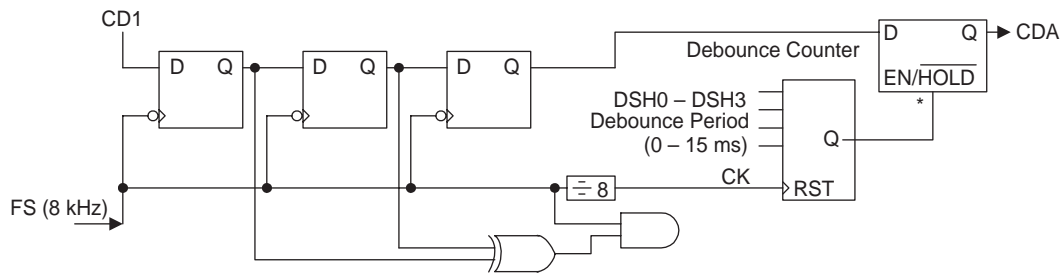 CD1
D Q
D Q
D Q
D Q
CDA
Debounce Counter
EN/HOLD
*
DSH0 – DSH3
Debounce Period
(0 – 15 ms)
Q
CK
RST
÷ 8
FS (8 kHz)